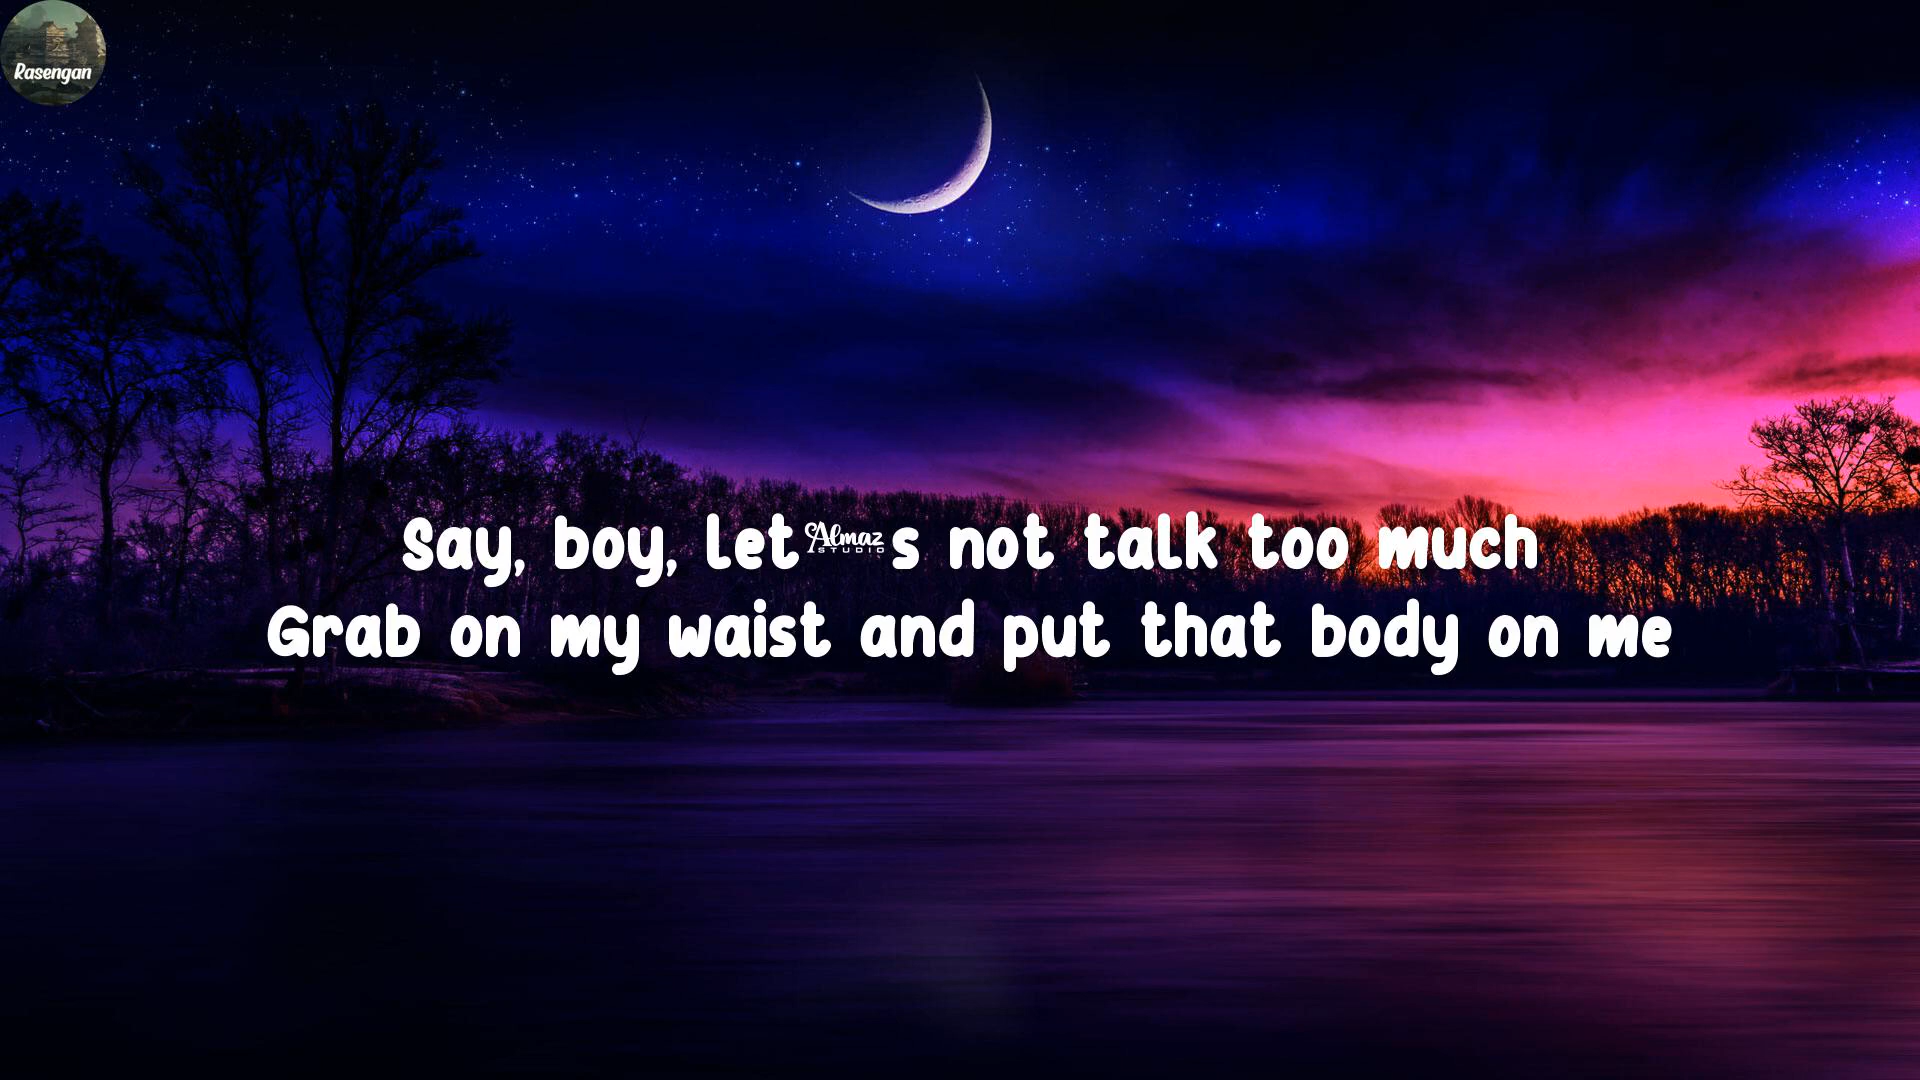 Rasengan
Say, boy, let Almaz STUDIO s not talk too much
Grab on my waist and put that body on me